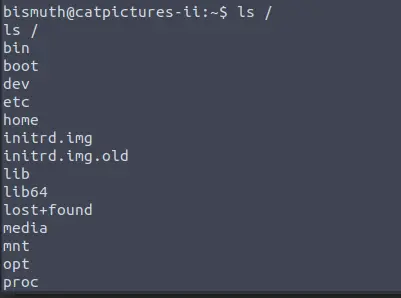 bismuth@catpictures-ii:~$ ls /
ls /
bin
boot
dev
etc
home
initrd.img
initrd.img.old
lib
lib64
lost+found
media
mnt
opt
proc